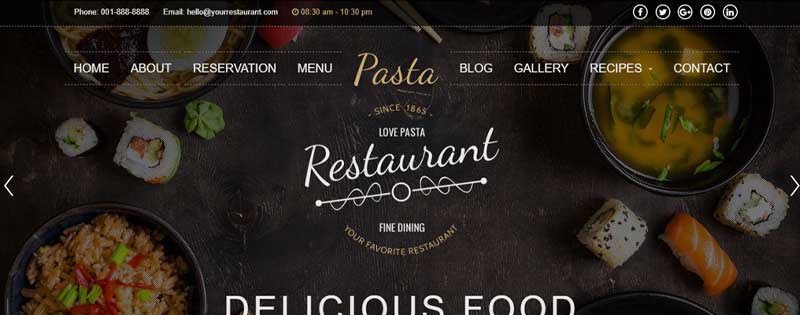 Phone: 001-888-8888 Email: hello@yourrestaurant.com 08:30 am - 10:30 pm
HOME ABOUT RESERVATION MENU Pasta BLOG GALLERY RECIPES CONTACT
- SINCE 1865 -
LOVE PASTA
Restaurant
FINE DINING
YOUR FAVORITE RESTAURANT
DELICIOUS FOOD